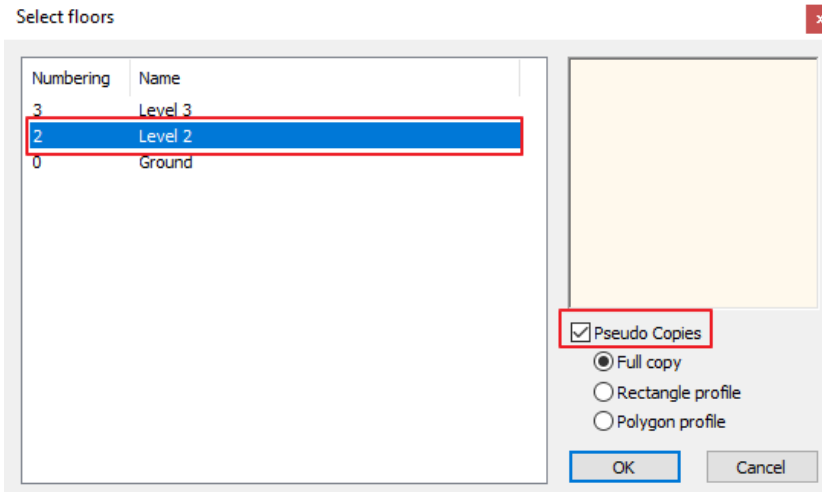 Select floors
x
Numbering Name
3 Level 3
2 Level 2
0 Ground
Pseudo Copies
Full copy
Rectangle profile
Polygon profile
OK Cancel